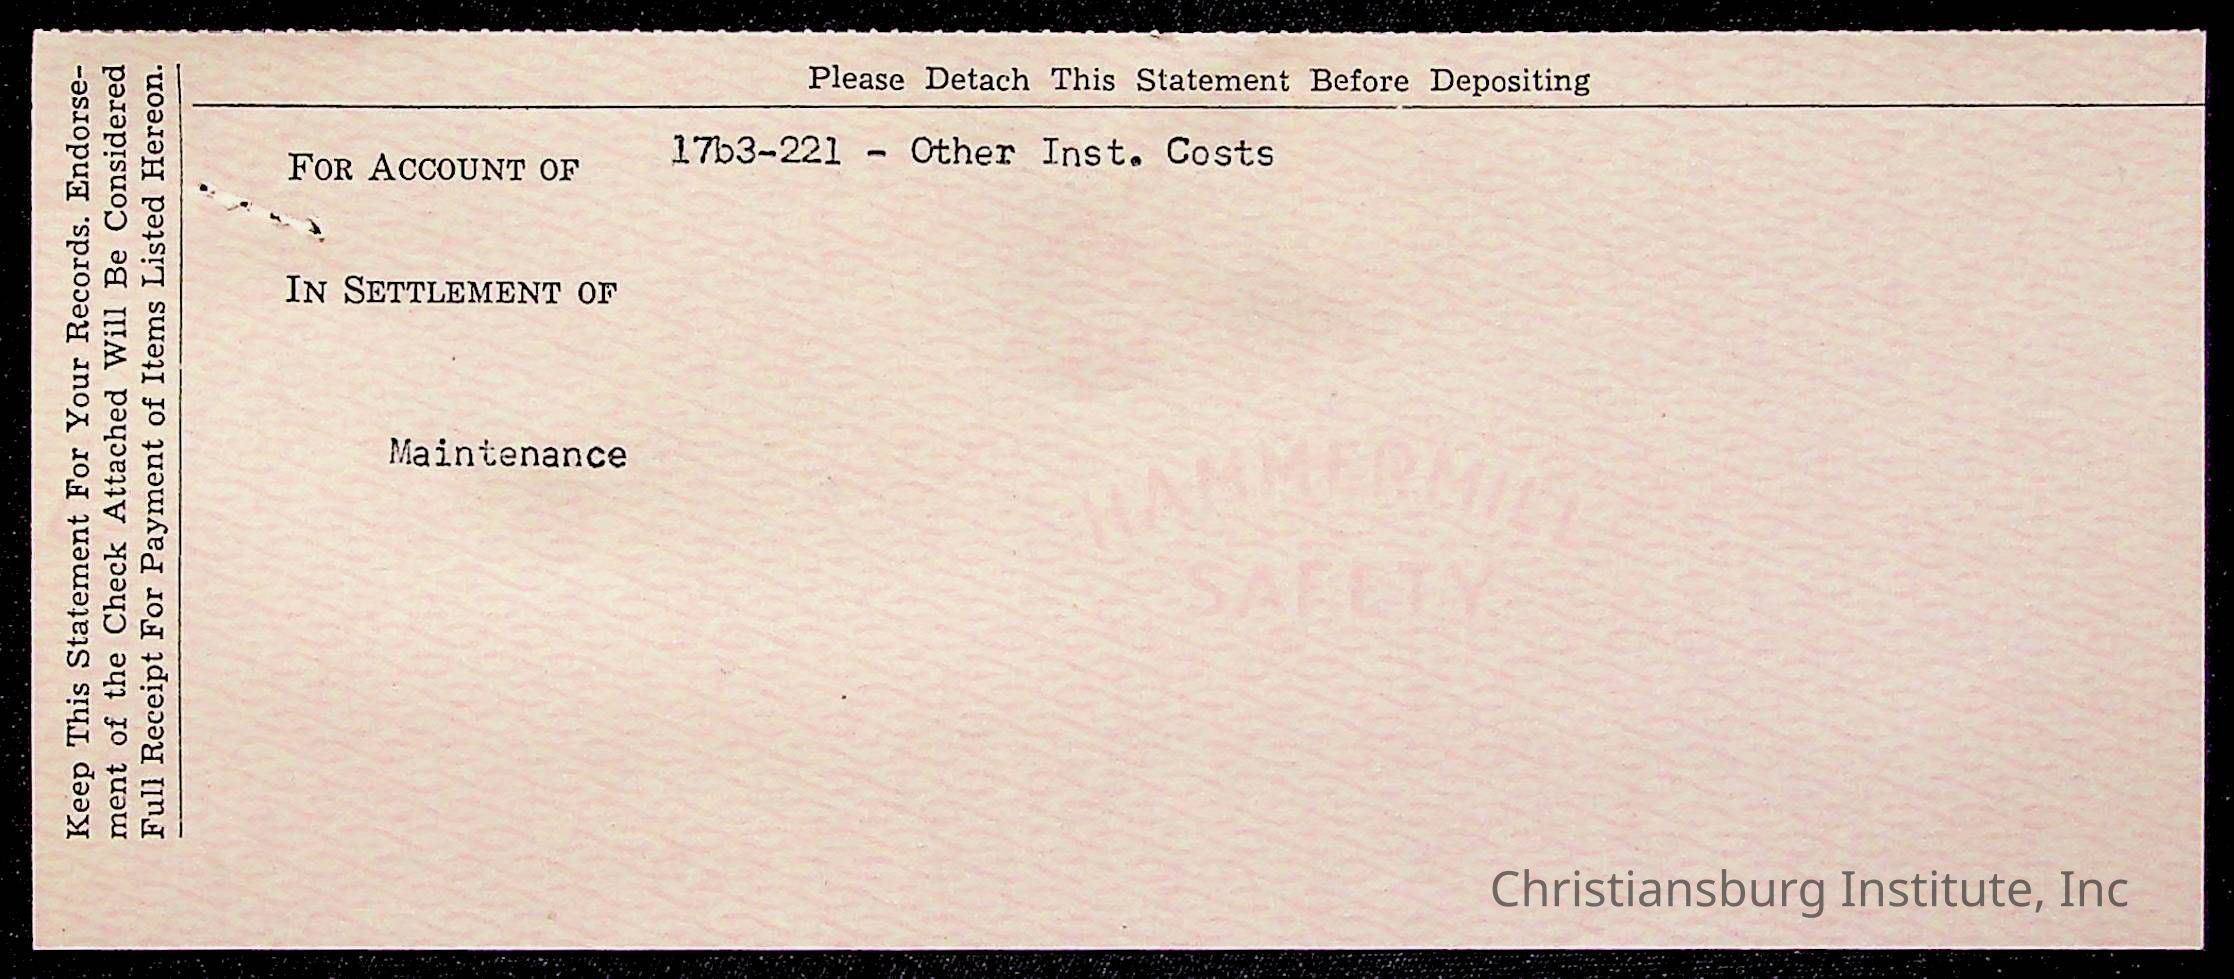 Please Detach This Statement Before Depositing
FOR ACCOUNT OF 17b3-221 - Other Inst. Costs
IN SETTLEMENT OF
Maintenance
HAMMERMILL
SAFETY
Keep This Statement For Your Records. Endorse-
ment of the Check Attached Will Be Considered
Full Receipt For Payment of Items Listed Hereon.
Christiansburg Institute, Inc